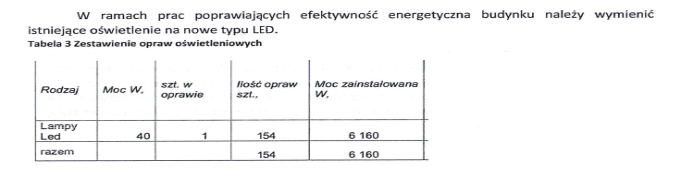 W ramach prac poprawiających efektywność energetyczna budynku należy wymienić
istniejące oświetlenie na nowe typu LED.
Tabela 3 Zestawienie opraw oświetleniowych
Rodzaj Moc W, szt. w oprawie Ilość opraw szt., Moc zainstalowana W,
Lampy Led 40 1 154 6 160
razem 154 6 160